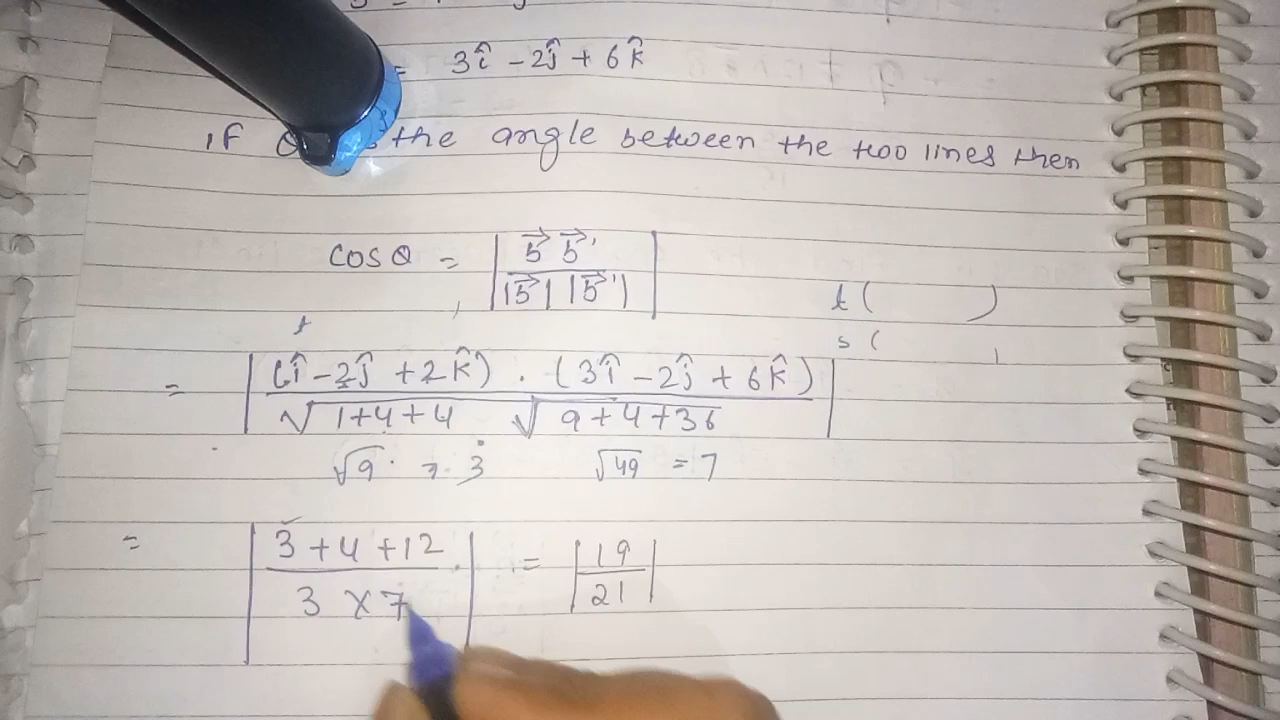 = 3î - 2ĵ + 6k̂
If the angle between the two lines then
cosθ = | b⃗ b⃗' / |b⃗| |b⃗'| |
t ( )
s (
= | (î - 2ĵ + 2k̂) . (3î - 2ĵ + 6k̂) / √1+4+4 √9+4+36 |
√9 = 3 √49 = 7
= | 3+4+12 / 3 x 7 | = | 19 / 21 |